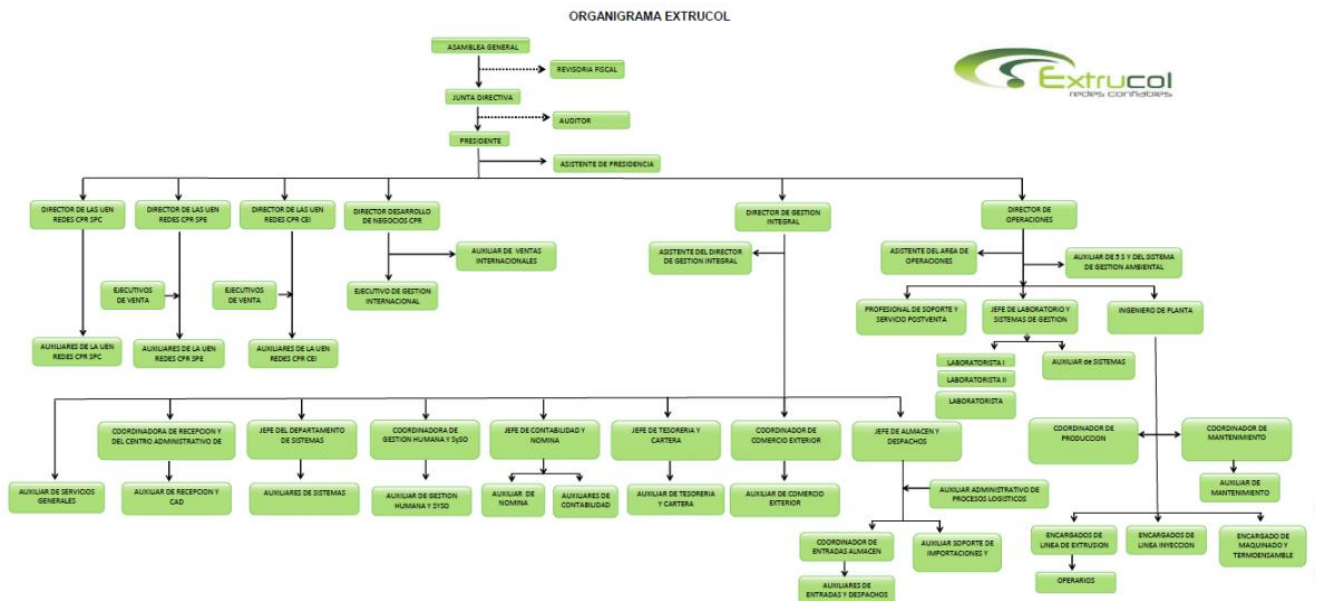 ORGANIGRAMA EXTRUCOL
ASAMBLEA GENERAL
Extrucol
redes confiables
REVISORIA FISCAL
JUNTA DIRECTIVA
AUDITOR
PRESIDENTE
ASISTENTE DE PRESIDENCIA
DIRECTOR DE LAS UEN
REDES CPR SPC
DIRECTOR DE LAS UEN
REDES CPR SPE
DIRECTOR DE LAS UEN
REDES CPR CEI
DIRECTOR DESARROLLO
DE NEGOCIOS CPR
DIRECTOR DE GESTION
INTEGRAL
DIRECTOR DE
OPERACIONES
AUXILIAR DE VENTAS
INTERNACIONALES
ASISTENTE DEL DIRECTOR
DE GESTION INTEGRAL
ASISTENTE DEL AREA DE
OPERACIONES
AUXILIAR DE 5 S Y DEL SISTEMA
DE GESTION AMBIENTAL
EJECUTIVOS
DE VENTA
EJECUTIVOS
DE VENTA
EJECUTIVO DE GESTION
INTERNACIONAL
PROFESIONAL DE SOPORTE Y
SERVICIO POSTVENTA
JEFE DE LABORATORIO Y
SISTEMAS DE GESTION
INGENIERO DE PLANTA
AUXILIARES DE LA UEN
REDES CPR SPC
AUXILIARES DE LA UEN
REDES CPR SPE
AUXILIARES DE LA UEN
REDES CPR CEI
LABORATORISTA I
LABORATORISTA II
LABORATORISTA
AUXILIAR de SISTEMAS
COORDINADORA DE RECEPCION Y
DEL CENTRO ADMINISTRATIVO DE
JEFE DEL DEPARTAMENTO
DE SISTEMAS
COORDINADORA DE
GESTION HUMANA Y SySO
JEFE DE CONTABILIDAD Y
NOMINA
JEFE DE TESORERIA Y
CARTERA
COORDINADOR DE
COMERCIO EXTERIOR
JEFE DE ALMACEN Y
DESPACHOS
COORDINADOR DE
PRODUCCION
COORDINADOR DE
MANTENIMIENTO
AUXILIAR DE SERVICIOS
GENERALES
AUXILIAR DE RECEPCION Y
CAD
AUXILIARES DE SISTEMAS
AUXILIAR DE GESTION
HUMANA Y SYSO
AUXILIAR DE
NOMINA
AUXILIARES DE
CONTABILIDAD
AUXILIAR DE TESORERIA
Y CARTERA
AUXILIAR DE COMERCIO
EXTERIOR
AUXILIAR ADMINISTRATIVO DE
PROCESOS LOGISTICOS
AUXILIAR DE
MANTENIMIENTO
COORDINADOR DE
ENTRADAS ALMACEN
AUXILIAR SOPORTE DE
IMPORTACIONES Y
ENCARGADOS DE
LINEA DE EXTRUSION
ENCARGADOS DE
LINEA INYECCION
ENCARGADO DE
MAQUINADO Y
TERMOENSAMBLE
AUXILIARES DE
ENTRADAS Y DESPACHOS
OPERARIOS